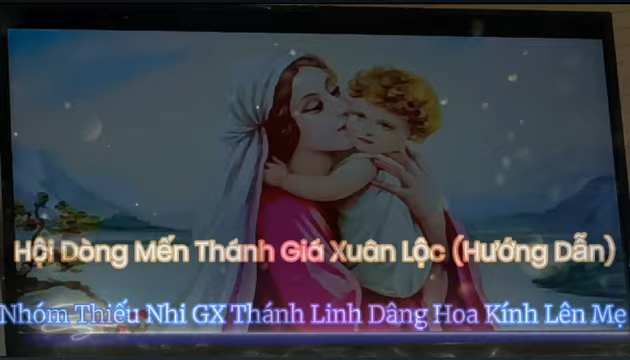 Hội Dòng Mến Thánh Giá Xuân Lộc (Hướng Dẫn)
Nhóm Thiếu Nhi GX Thánh Linh Dâng Hoa Kính Lên Mẹ